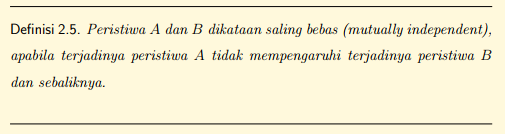 Definisi 2.5. Peristiwa A dan B dikataan saling bebas (mutually independent),
apabila terjadinya peristiwa A tidak mempengaruhi terjadinya peristiwa B
dan sebaliknya.